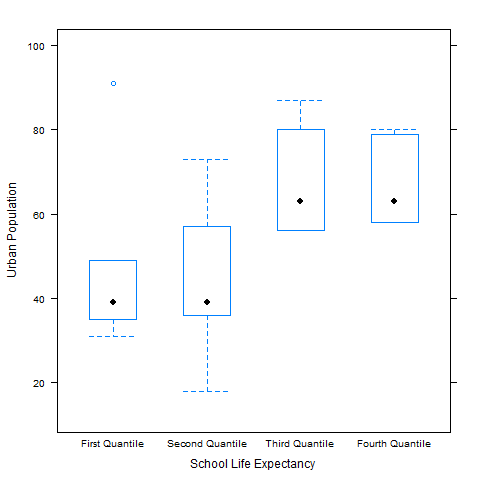 100
80
60
40
20
Urban Population
First Quantile Second Quantile Third Quantile Fourth Quantile
School Life Expectancy